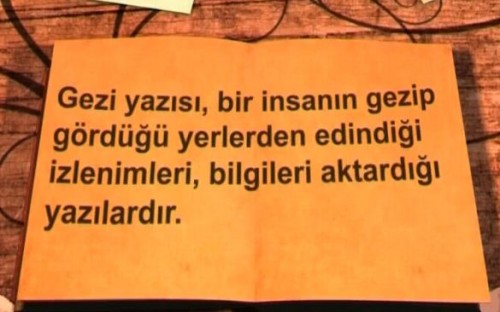 Gezi yazısı, bir insanın gezip
gördüğü yerlerden edindiği
izlenimleri, bilgileri aktardığı
yazılardır.